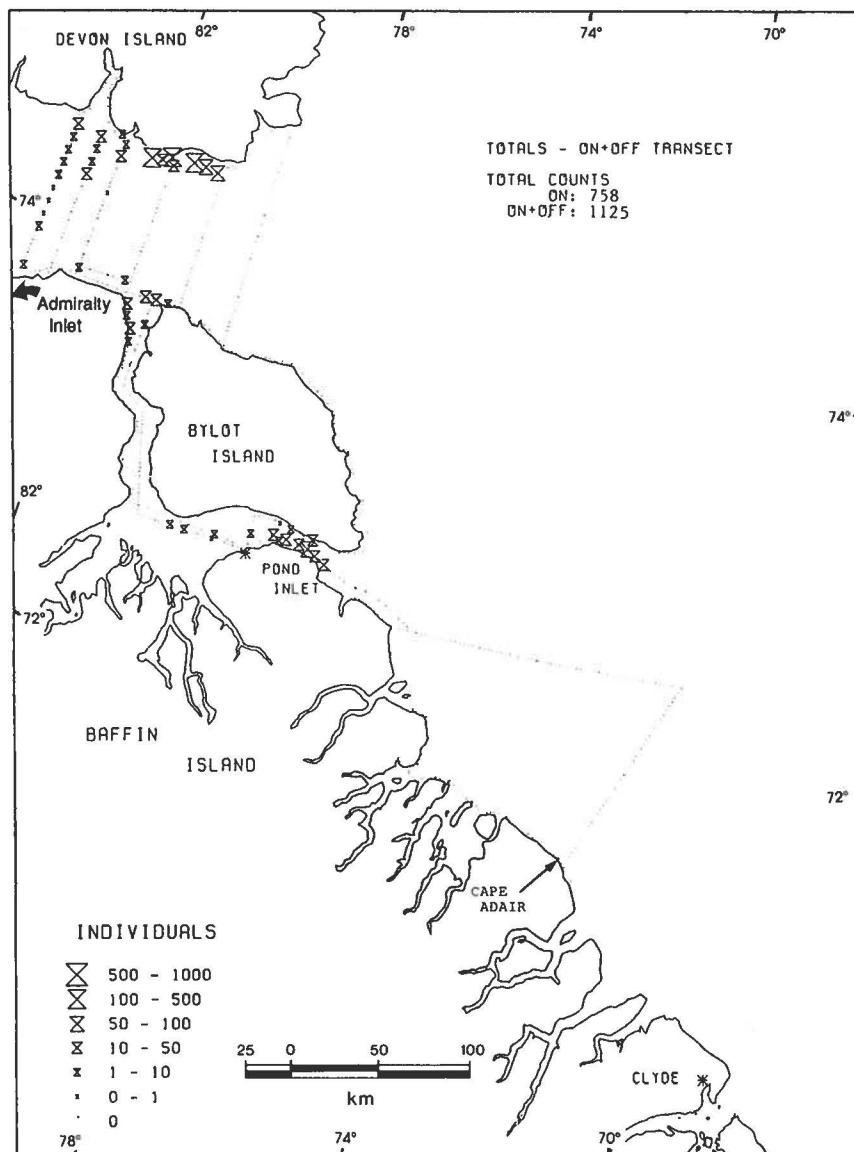 82°
78°
74°
70°
DEVON ISLAND
TOTALS - ON+OFF TRANSECT
TOTAL COUNTS
ON: 758
ON+OFF: 1125
74°
Admiralty
Inlet
74°
BYLOT
ISLAND
82°
POND
INLET
72°
BAFFIN
ISLAND
72°
CAPE
ADAIR
INDIVIDUALS
500 - 1000
100 - 500
50 - 100
10 - 50
1 - 10
0 - 1
0
25 0 50 100
km
CLYDE
78°
74°
70°